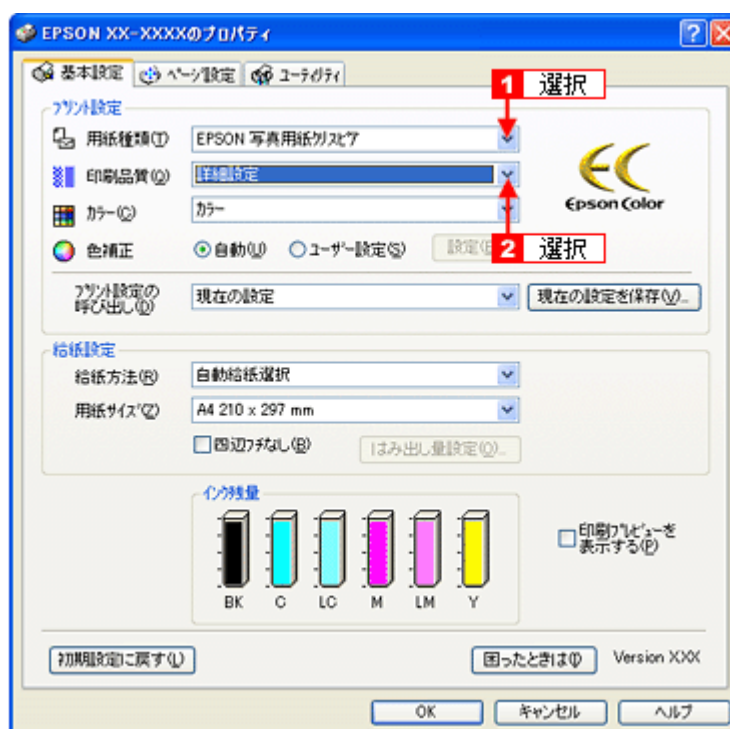 EPSON XX-XXXXのプロパティ
基本設定 ページ設定 ユーティリティ
1 選択
プリント設定
用紙種類(T) EPSON 写真用紙クリスピア
印刷品質(Q) 詳細設定
カラー(C) カラー
Epson Color
色補正 自動(U) ユーザー設定(S) 設定(E)
2 選択
プリント設定の
呼び出し(D) 現在の設定 現在の設定を保存(V)...
給紙設定
給紙方法(R) 自動給紙選択
用紙サイズ(Z) A4 210 x 297 mm
四辺フチなし(B) はみ出し量設定(O)...
インク残量
BK C LC M LM Y
印刷プレビューを
表示する(P)
初期設定に戻す(L) 困ったときは(I) Version X.XX
OK キャンセル ヘルプ